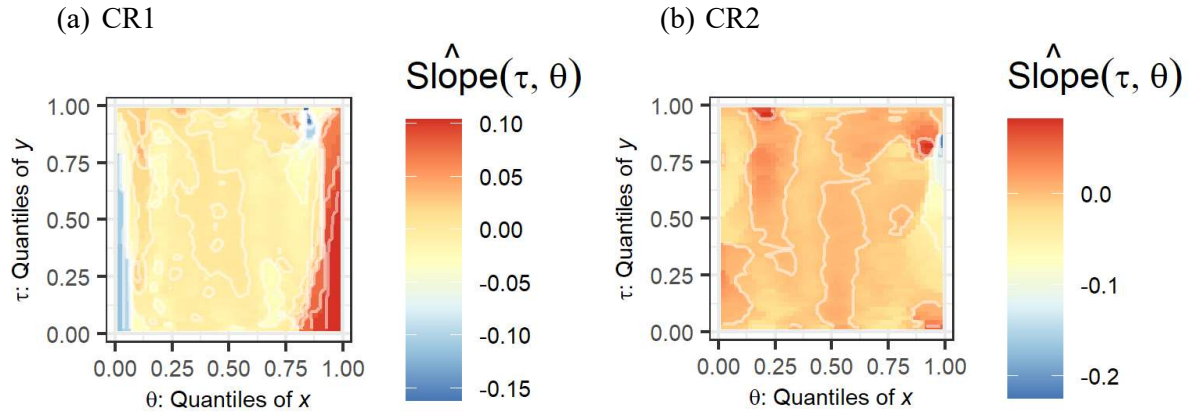 (a) CR1
Slôpe(τ, θ)
τ: Quantiles of y
1.00
0.75
0.50
0.25
0.00
0.00 0.25 0.50 0.75 1.00
θ: Quantiles of x
0.10
0.05
0.00
-0.05
-0.10
-0.15
(b) CR2
Slôpe(τ, θ)
τ: Quantiles of y
1.00
0.75
0.50
0.25
0.00
0.00 0.25 0.50 0.75 1.00
θ: Quantiles of x
0.0
-0.1
-0.2